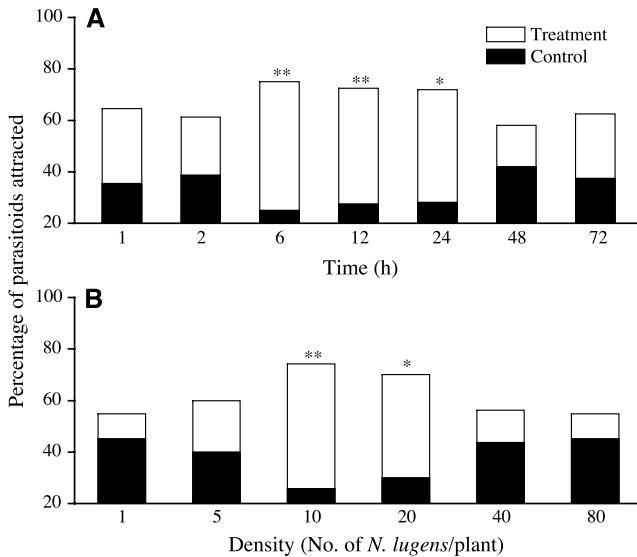 Percentage of parasitoids attracted
A
Treatment
Control
100
80
60
40
20
** ** *
1 2 6 12 24 48 72
Time (h)
B
100
80
60
40
20
** *
1 5 10 20 40 80
Density (No. of N. lugens/plant)